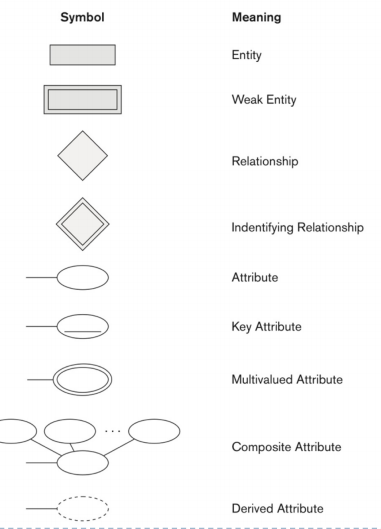 Symbol Meaning
Entity
Weak Entity
Relationship
Indentifying Relationship
Attribute
Key Attribute
Multivalued Attribute
. . .
Composite Attribute
Derived Attribute